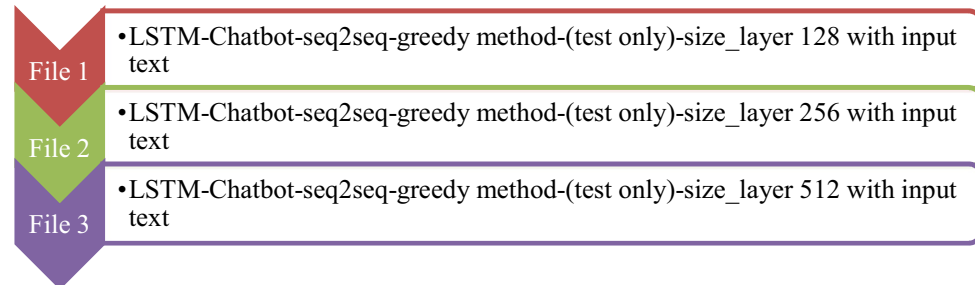 File 1
•LSTM-Chatbot-seq2seq-greedy method-(test only)-size_layer 128 with input
text
File 2
•LSTM-Chatbot-seq2seq-greedy method-(test only)-size_layer 256 with input
text
File 3
•LSTM-Chatbot-seq2seq-greedy method-(test only)-size_layer 512 with input
text